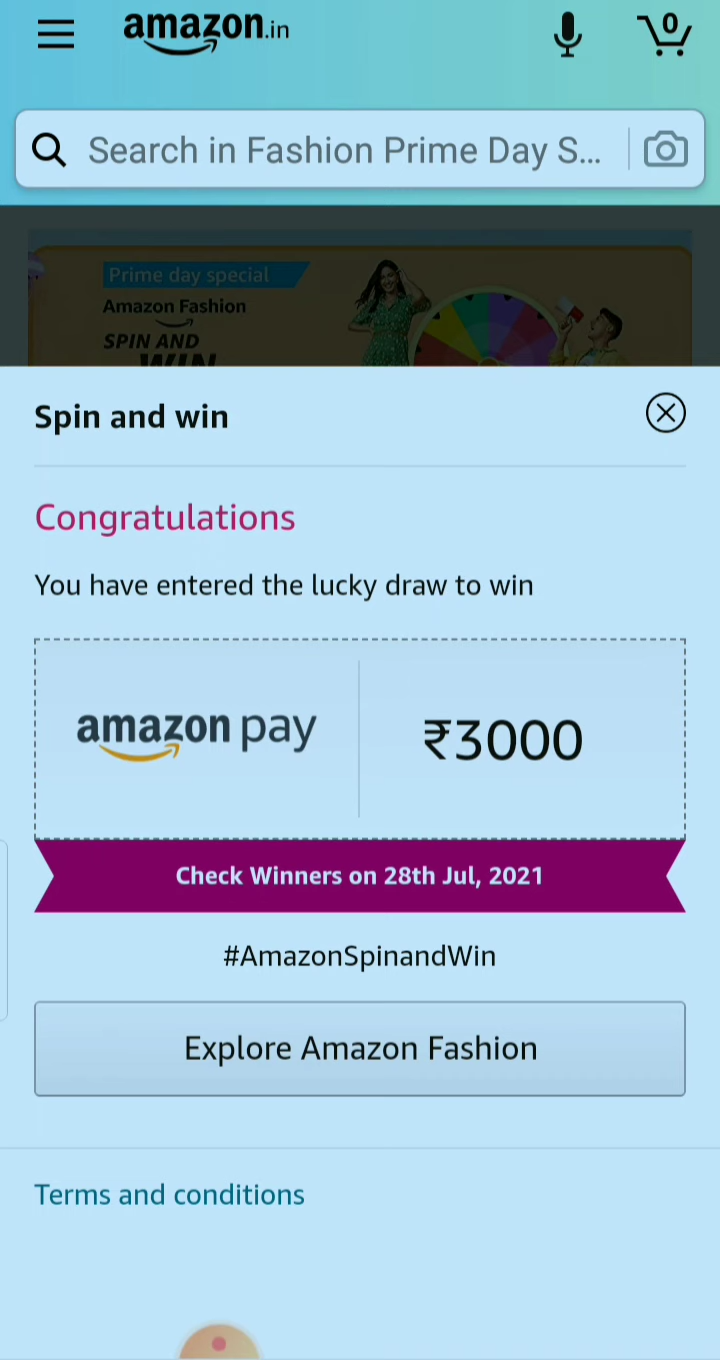 amazon.in
0
Search in Fashion Prime Day S...
Prime day special
Amazon Fashion
SPIN AND
WIN
Spin and win
Congratulations
You have entered the lucky draw to win
amazon pay
₹3000
Check Winners on 28th Jul, 2021
#AmazonSpinandWin
Explore Amazon Fashion
Terms and conditions